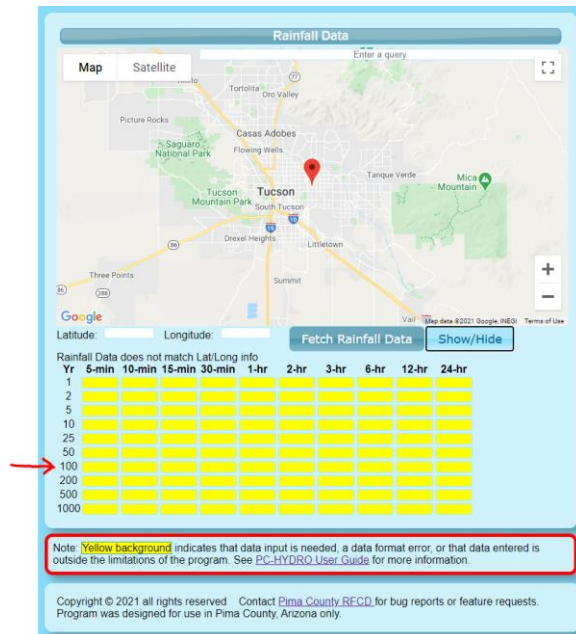 Rainfall Data
Enter a query
Map Satellite
Tortolita
Oro Valley
77
Picture Rocks
Casas Adobes
Saguaro
National Park
Flowing Wells
Tanque Verde
Mica
Mountain
Tucson
Mountain Park
Tucson
South Tucson
10
19
Drexel Heights
Littletown
86
Three Points
86
286
Summit
+
−
Google
Vail
Map data ©2021 Google, INEGI Terms of Use
Latitude: Longitude: Fetch Rainfall Data Show/Hide
Rainfall Data does not match Lat/Long info
Yr 5-min 10-min 15-min 30-min 1-hr 2-hr 3-hr 6-hr 12-hr 24-hr
1
2
5
10
25
50
100
200
500
1000
Note: Yellow background indicates that data input is needed, a data format error, or that data entered is
outside the limitations of the program. See PC-HYDRO User Guide for more information.
Copyright © 2021 all rights reserved Contact Pima County RFCD for bug reports or feature requests.
Program was designed for use in Pima County, Arizona only.